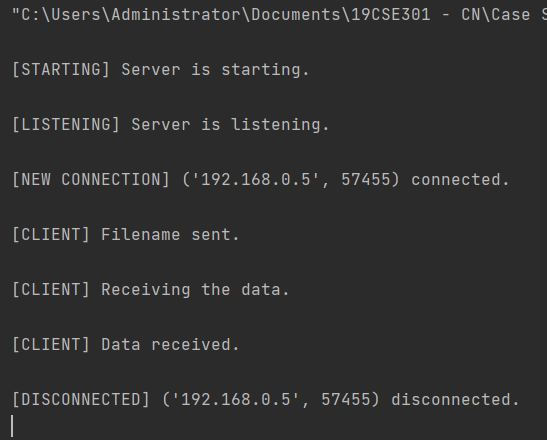 "C:\Users\Administrator\Documents\19CSE301 - CN\Case S
[STARTING] Server is starting.
[LISTENING] Server is listening.
[NEW CONNECTION] ('192.168.0.5', 57455) connected.
[CLIENT] Filename sent.
[CLIENT] Receiving the data.
[CLIENT] Data received.
[DISCONNECTED] ('192.168.0.5', 57455) disconnected.